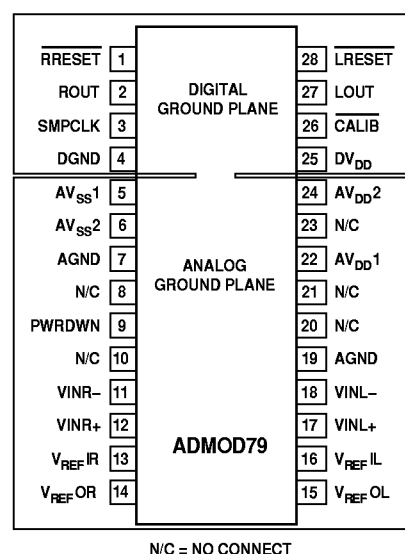 R̅R̅E̅S̅E̅T̅ 1 28 L̅R̅E̅S̅E̅T̅
ROUT 2 DIGITAL GROUND PLANE 27 LOUT
SMPCLK 3 26 C̅A̅L̅I̅B̅
DGND 4 25 DVDD
AVSS1 5 24 AVDD2
AVSS2 6 23 N/C
AGND 7 ANALOG GROUND PLANE 22 AVDD1
N/C 8 21 N/C
PWRDWN 9 20 N/C
N/C 10 19 AGND
VINR– 11 18 VINL–
VINR+ 12 ADMOD79 17 VINL+
VREFIR 13 16 VREFIL
VREFOR 14 15 VREFOL
N/C = NO CONNECT